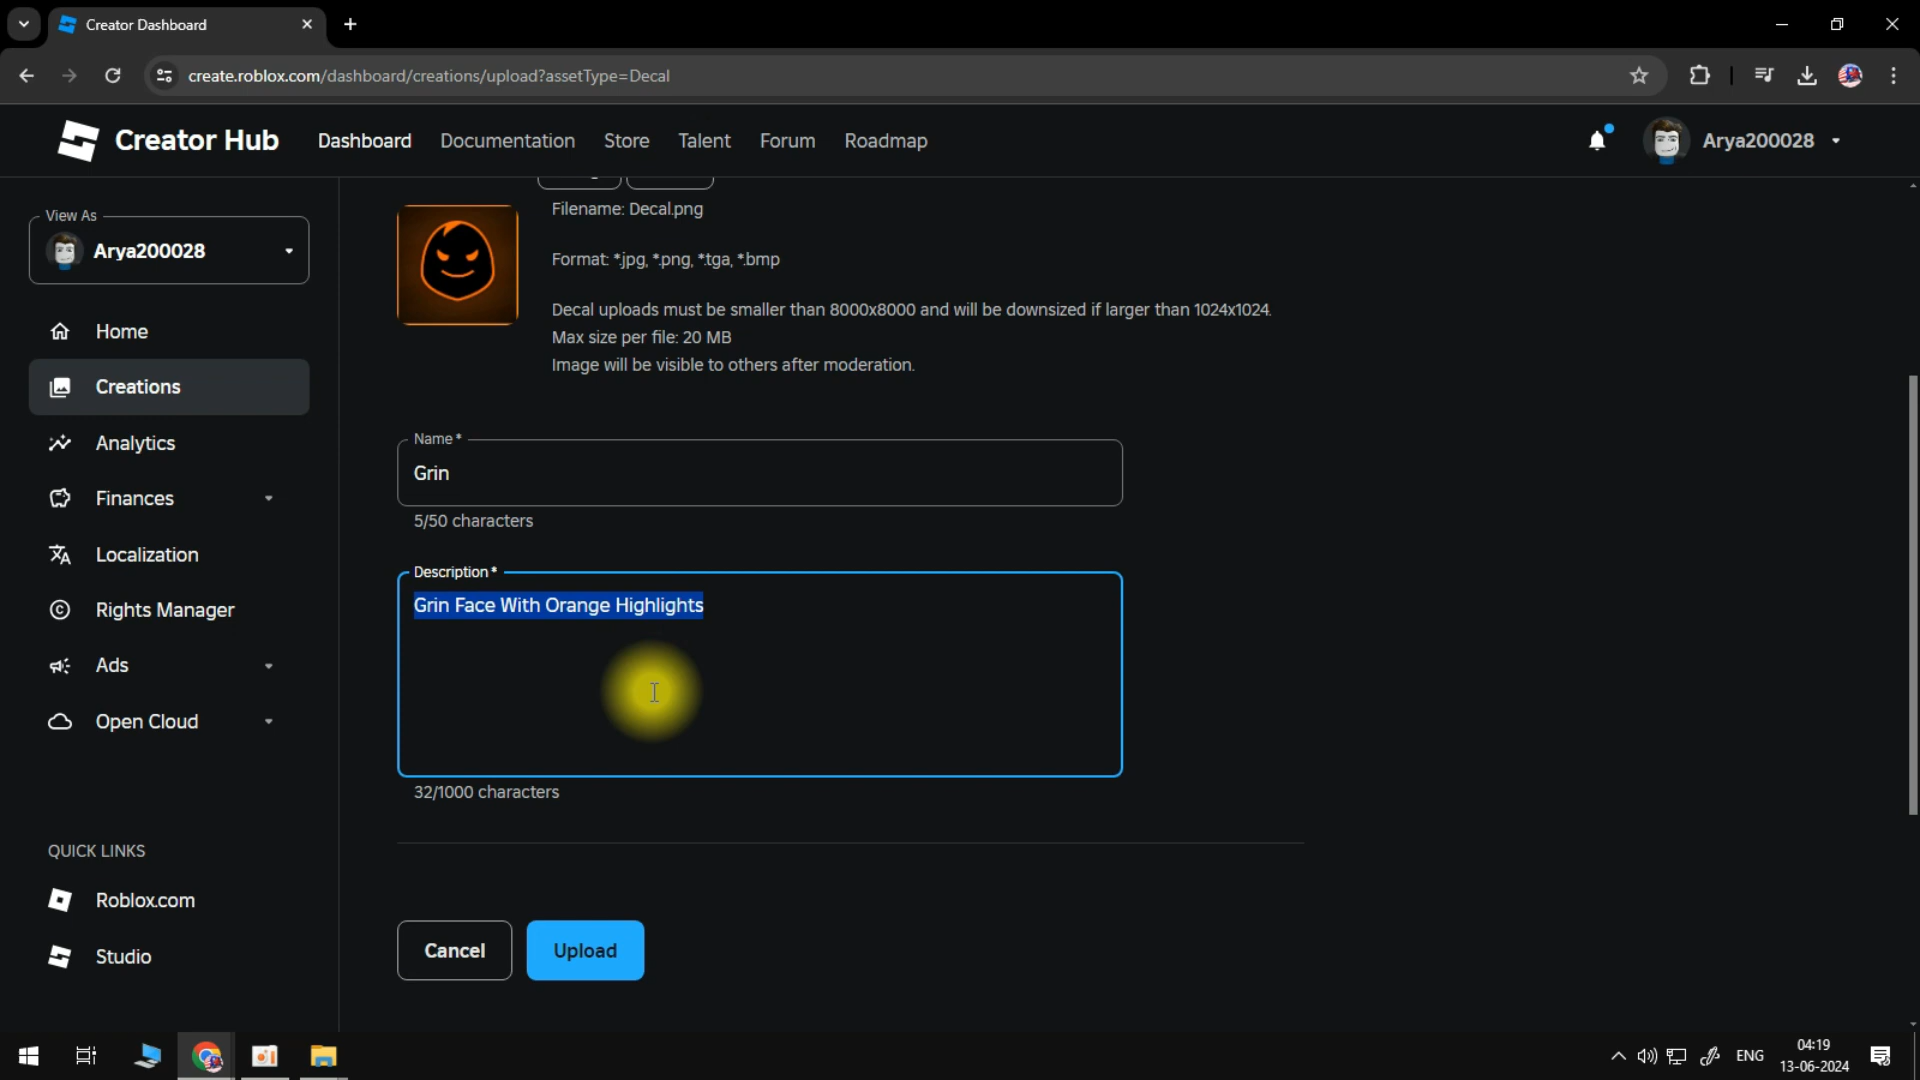 Creator Dashboard
create.roblox.com/dashboard/creations/upload?assetType=Decal
Creator Hub
Dashboard
Documentation
Store
Talent
Forum
Roadmap
Arya200028
View As
Arya200028
Home
Creations
Analytics
Finances
Localization
Rights Manager
Ads
Open Cloud
QUICK LINKS
Roblox.com
Studio
Filename: Decal.png
Format: *.jpg, *.png, *.tga, *.bmp
Decal uploads must be smaller than 8000x8000 and will be downsized if larger than 1024x1024.
Max size per file: 20 MB
Image will be visible to others after moderation.
Name*
Grin
5/50 characters
Description*
Grin Face With Orange Highlights
32/1000 characters
Cancel
Upload
ENG
04:19
13-06-2024